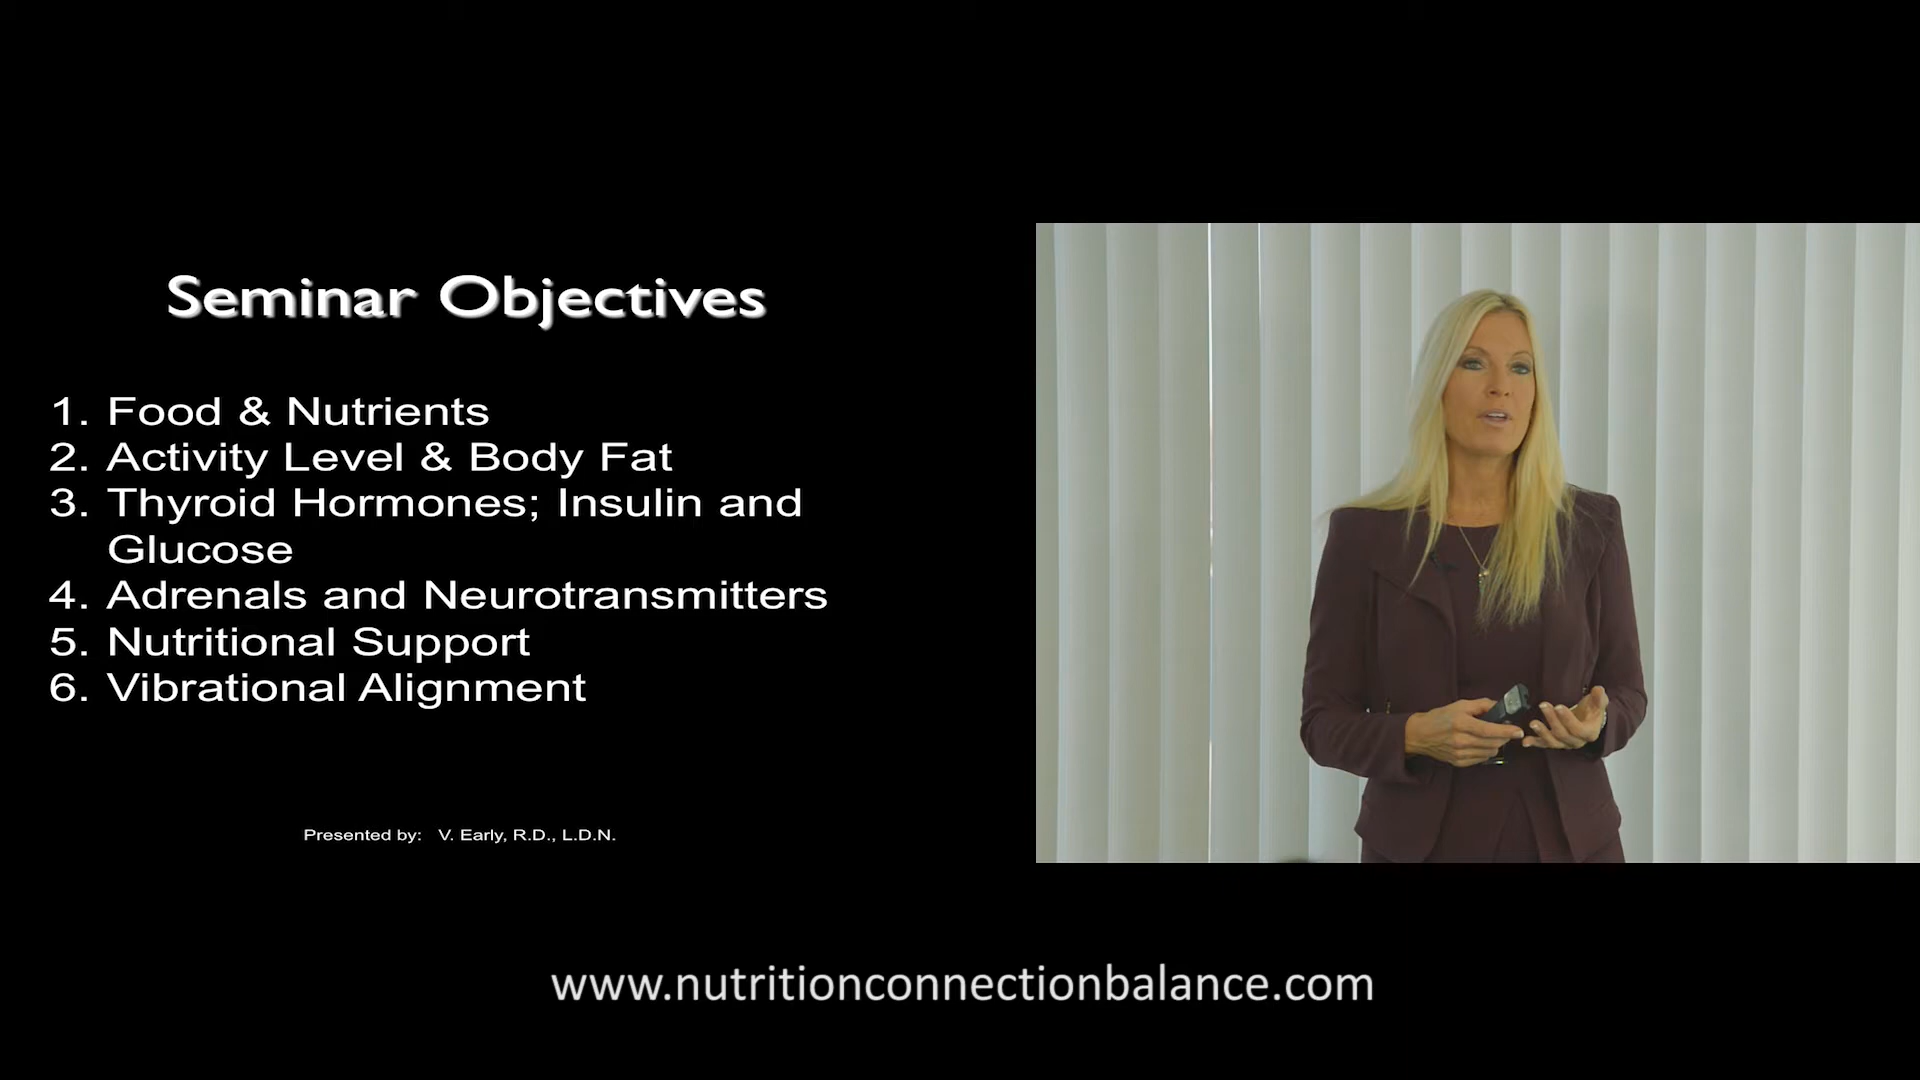 Seminar Objectives
1. Food & Nutrients
2. Activity Level & Body Fat
3. Thyroid Hormones; Insulin and
Glucose
4. Adrenals and Neurotransmitters
5. Nutritional Support
6. Vibrational Alignment
Presented by: V. Early, R.D., L.D.N.
www.nutritionconnectionbalance.com